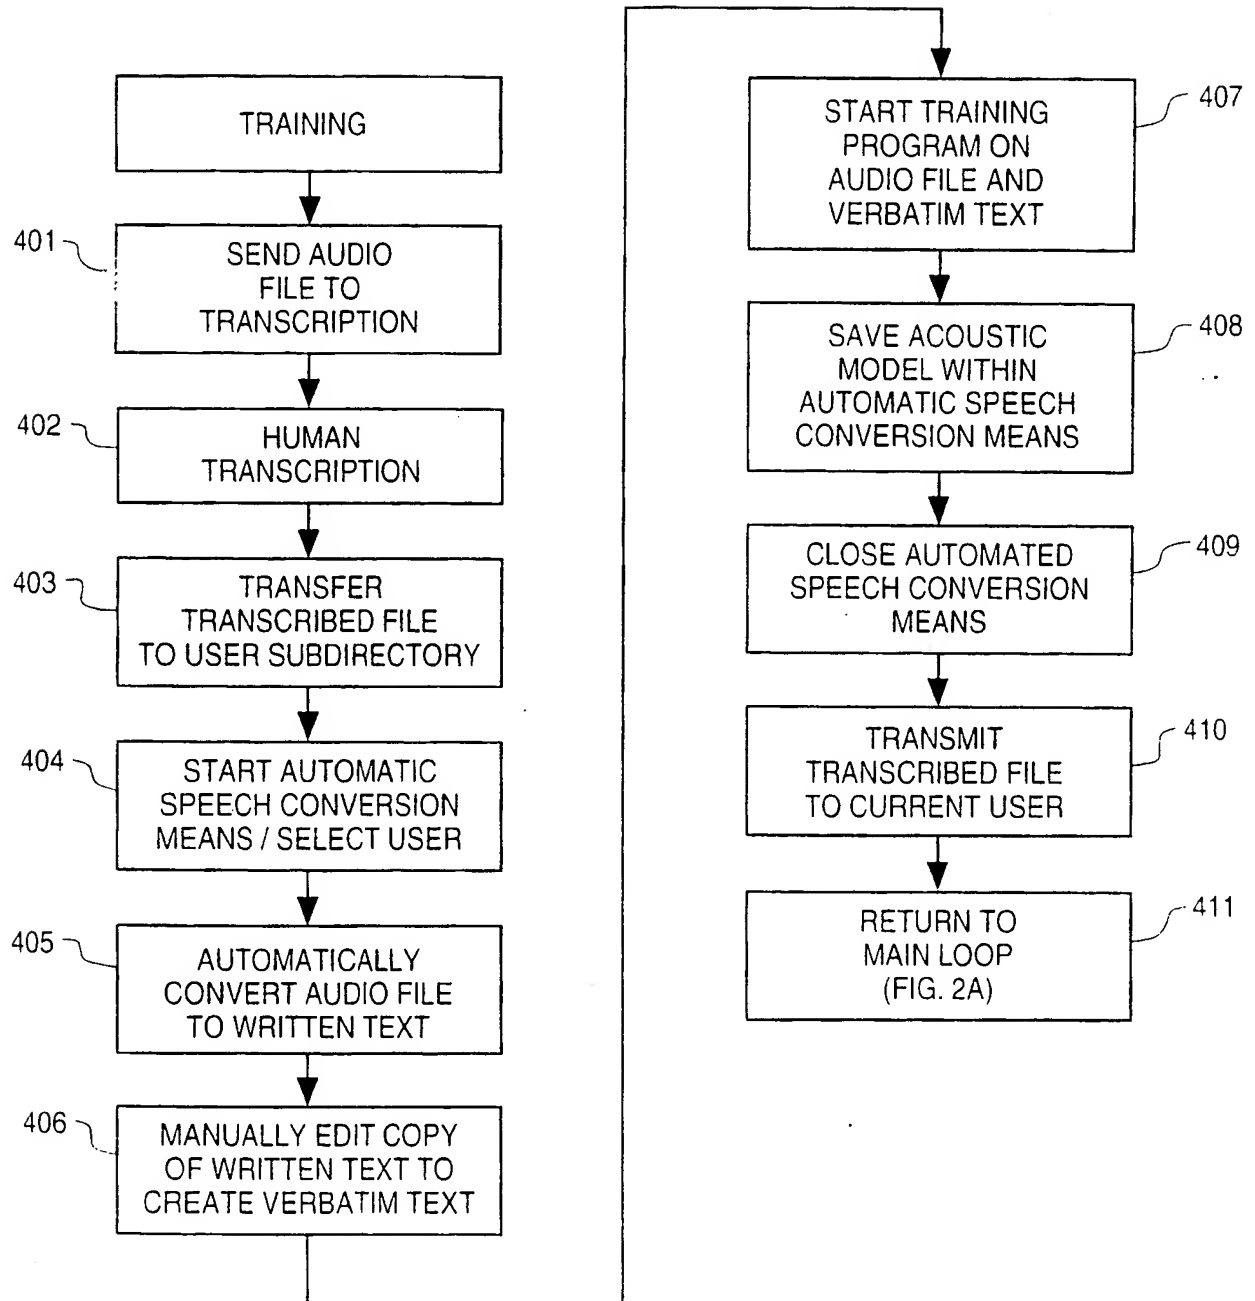 TRAINING
401
SEND AUDIO
FILE TO
TRANSCRIPTION
402
HUMAN
TRANSCRIPTION
403
TRANSFER
TRANSCRIBED FILE
TO USER SUBDIRECTORY
404
START AUTOMATIC
SPEECH CONVERSION
MEANS / SELECT USER
405
AUTOMATICALLY
CONVERT AUDIO FILE
TO WRITTEN TEXT
406
MANUALLY EDIT COPY
OF WRITTEN TEXT TO
CREATE VERBATIM TEXT
407
START TRAINING
PROGRAM ON
AUDIO FILE AND
VERBATIM TEXT
408
SAVE ACOUSTIC
MODEL WITHIN
AUTOMATIC SPEECH
CONVERSION MEANS
409
CLOSE AUTOMATED
SPEECH CONVERSION
MEANS
410
TRANSMIT
TRANSCRIBED FILE
TO CURRENT USER
411
RETURN TO
MAIN LOOP
(FIG. 2A)